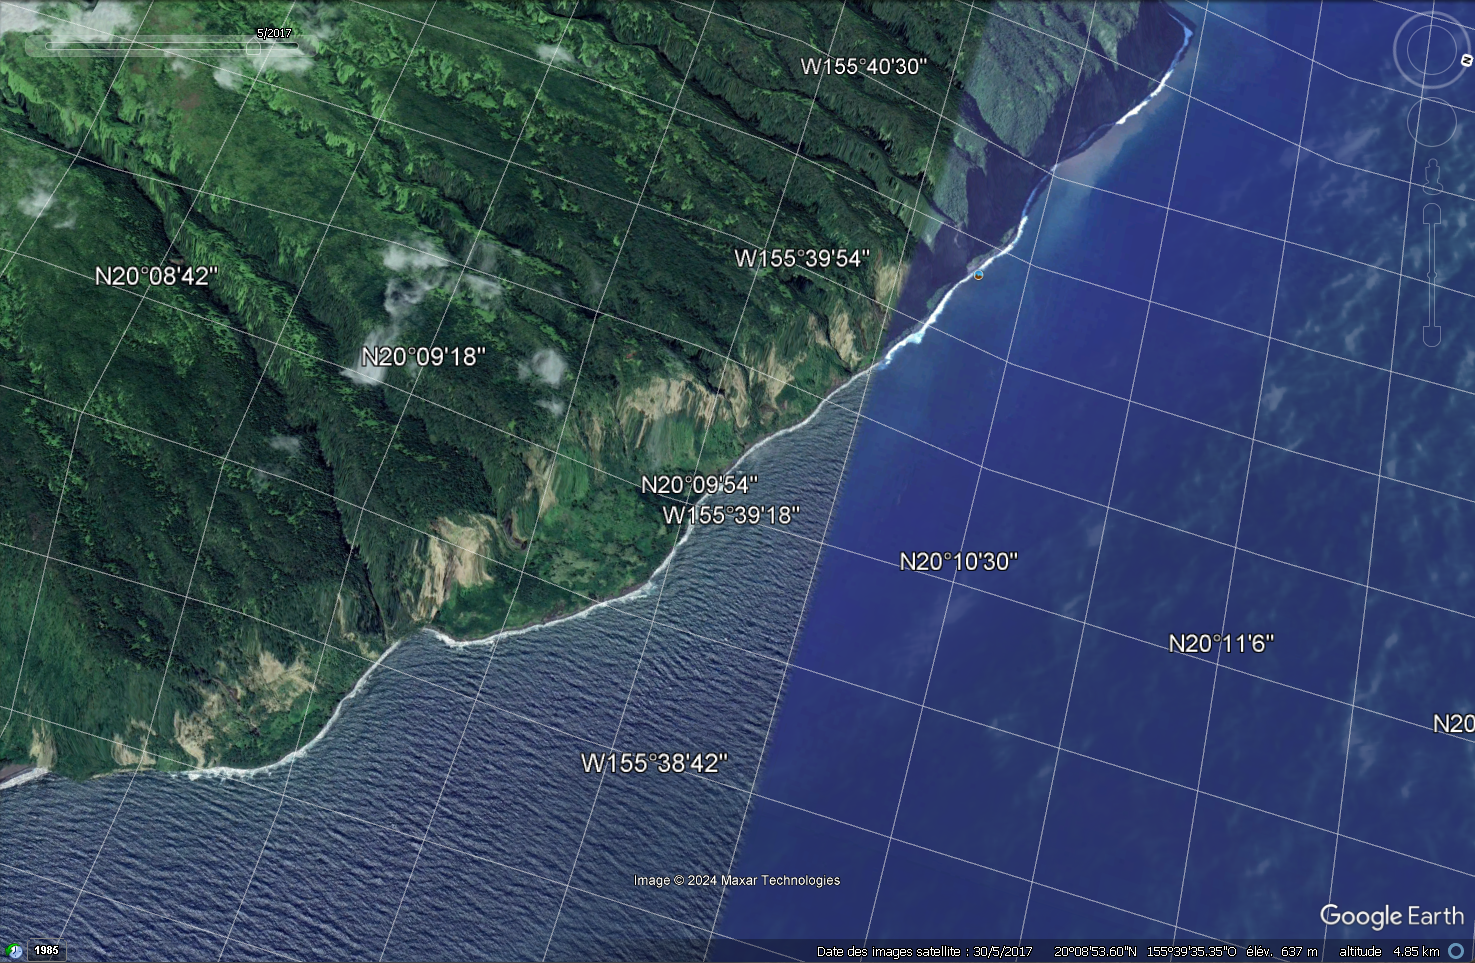 5/2017
W155°40'30"
N
W155°39'54"
N20°08'42"
N20°09'18"
N20°09'54"
W155°39'18"
N20°10'30"
N20°11'6"
N20
W155°38'42"
Image © 2024 Maxar Technologies
Google Earth
1985
Date des images satellite : 30/5/2017 20°08'53.60"N 155°39'35.35"O élév. 637 m altitude 4.85 km